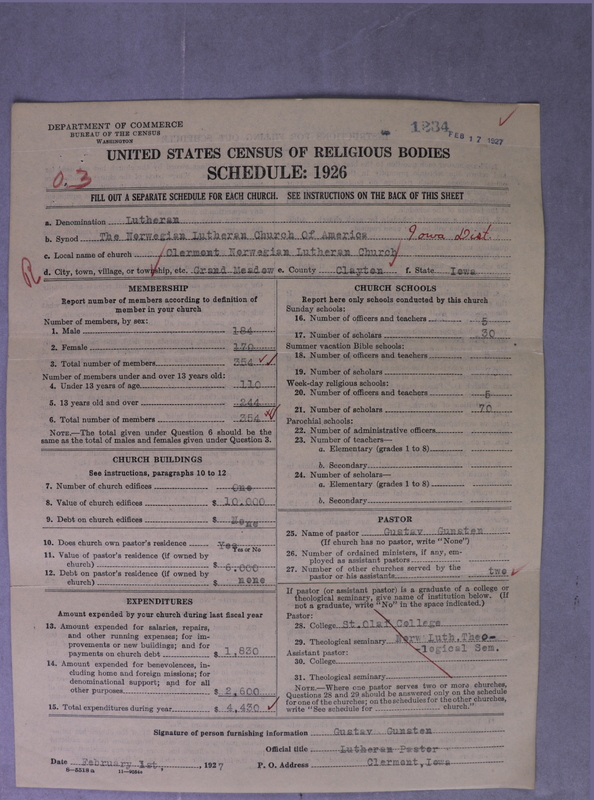 DEPARTMENT OF COMMERCE
BUREAU OF THE CENSUS
WASHINGTON
1234
FEB 17 1927
UNITED STATES CENSUS OF RELIGIOUS BODIES
SCHEDULE: 1926
0.3
FILL OUT A SEPARATE SCHEDULE FOR EACH CHURCH. SEE INSTRUCTIONS ON THE BACK OF THIS SHEET
a. Denomination Lutheran
b. Synod The Norwegian Lutheran Church Of America Iowa Dist.
c. Local name of church Clermont Norwegian Lutheran Church
R
d. City, town, village, or township, etc. Grand Meadow e. County Clayton f. State Iowa
MEMBERSHIP
Report number of members according to definition of member in your church
Number of members, by sex:
1. Male 184
2. Female 170
3. Total number of members 354
Number of members under and over 13 years old:
4. Under 13 years of age 110
5. 13 years old and over 244
6. Total number of members 354
NOTE.—The total given under Question 6 should be the
same as the total of males and females given under Question 3.
CHURCH BUILDINGS
See instructions, paragraphs 10 to 12
7. Number of church edifices One
8. Value of church edifices $ 10.000
9. Debt on church edifices $ None
10. Does church own pastor's residence Yes
Yes or No
11. Value of pastor's residence (if owned by
church) $ 6.000
12. Debt on pastor's residence (if owned by
church) $ none
EXPENDITURES
Amount expended by your church during last fiscal year
13. Amount expended for salaries, repairs,
and other running expenses; for im-
provements or new buildings; and for
payments on church debt $ 1,830
14. Amount expended for benevolences, in-
cluding home and foreign missions; for
denominational support; and for all
other purposes $ 2,600
15. Total expenditures during year $ 4,430
CHURCH SCHOOLS
Report here only schools conducted by this church
Sunday schools:
16. Number of officers and teachers 5
17. Number of scholars 30
Summer vacation Bible schools:
18. Number of officers and teachers
19. Number of scholars
Week-day religious schools:
20. Number of officers and teachers 5
21. Number of scholars 70
Parochial schools:
22. Number of administrative officers
23. Number of teachers—
a. Elementary (grades 1 to 8)
b. Secondary
24. Number of scholars—
a. Elementary (grades 1 to 8)
b. Secondary
PASTOR
25. Name of pastor Gustav Gunsten
(If church has no pastor, write "None")
26. Number of ordained ministers, if any, em-
ployed as assistant pastors
27. Number of other churches served by the
pastor or his assistants two
If pastor (or assistant pastor) is a graduate of a college or
theological seminary, give name of institution below. (If
not a graduate, write "No" in the space indicated.)
Pastor:
28. College St.Olaf College
29. Theological seminary Norw Luth.Theo-
-logical Sem.
Assistant pastor:
30. College
31. Theological seminary
NOTE.—Where one pastor serves two or more churches,
Questions 28 and 29 should be answered only on the schedule
for one of the churches; on the schedules for the other churches,
write "See schedule for church."
Signature of person furnishing information Gustav Gunsten
Official title Lutheran Pastor
Date February 1st, , 1927 P. O. Address Clermont, Iowa